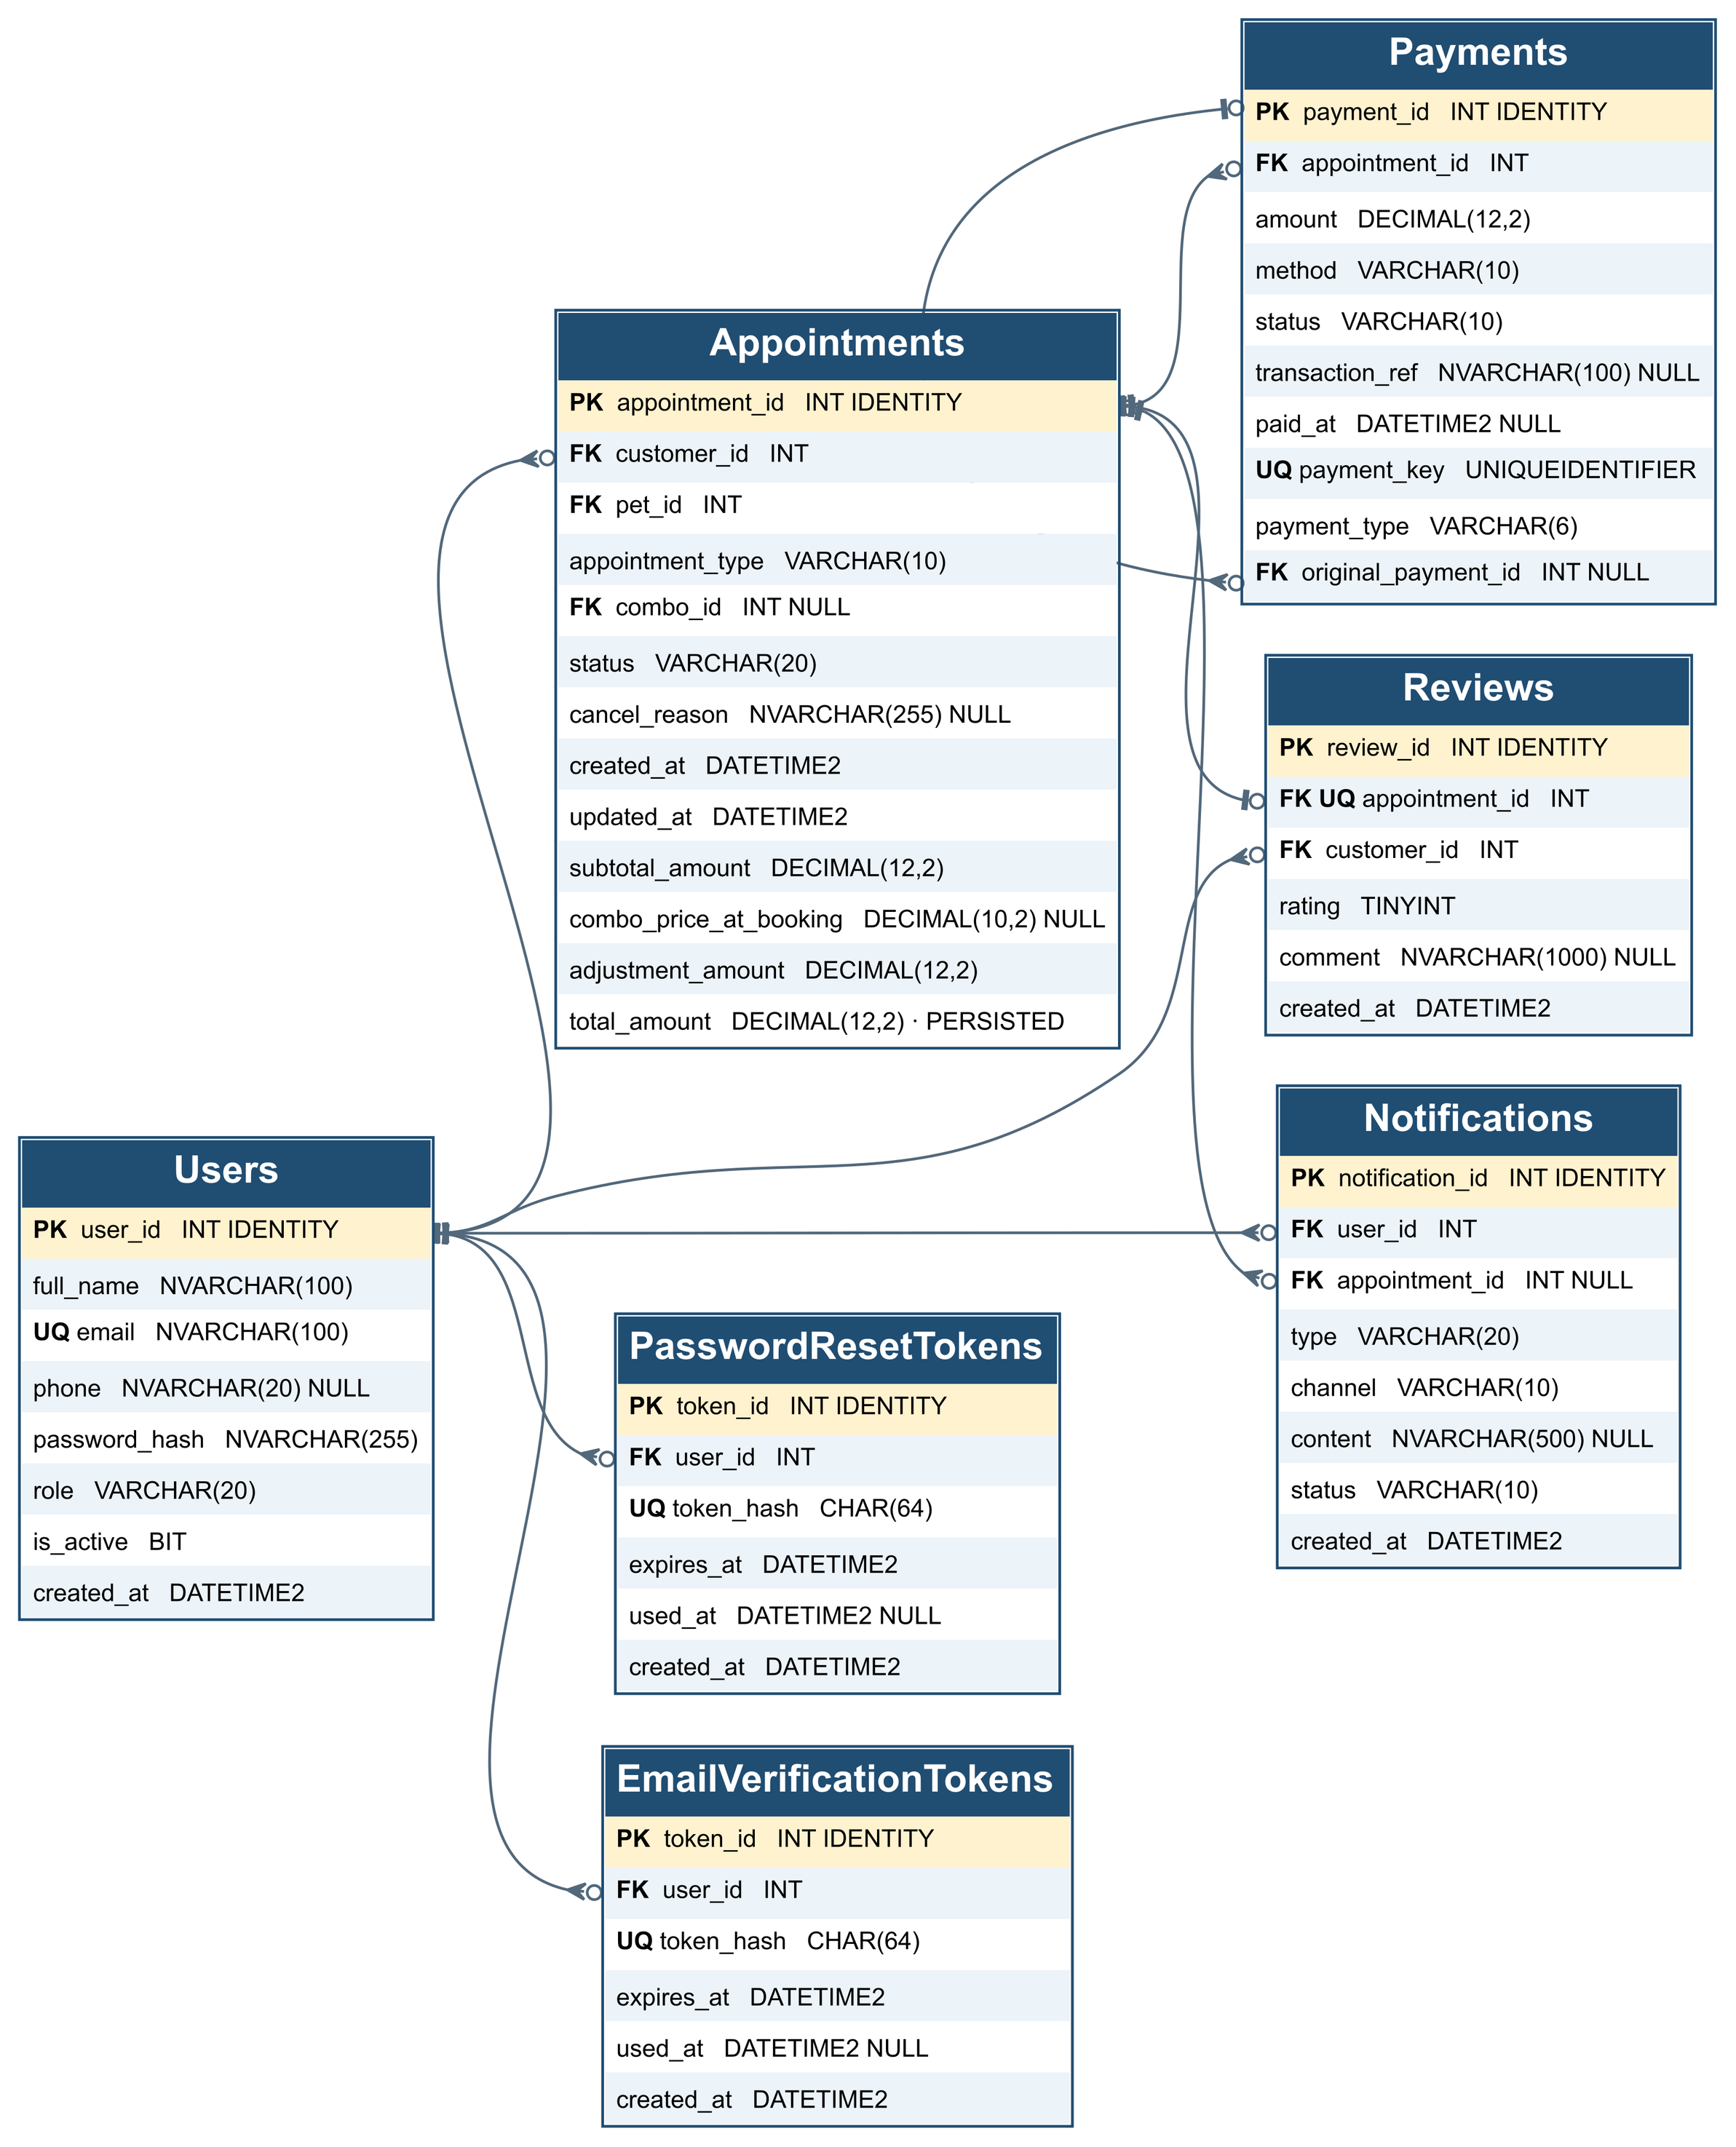 Payments
PK payment_id INT IDENTITY
FK appointment_id INT
amount DECIMAL(12,2)
method VARCHAR(10)
status VARCHAR(10)
transaction_ref NVARCHAR(100) NULL
paid_at DATETIME2 NULL
UQ payment_key UNIQUEIDENTIFIER
payment_type VARCHAR(6)
FK original_payment_id INT NULL
Appointments
PK appointment_id INT IDENTITY
FK customer_id INT
FK pet_id INT
appointment_type VARCHAR(10)
FK combo_id INT NULL
status VARCHAR(20)
cancel_reason NVARCHAR(255) NULL
created_at DATETIME2
updated_at DATETIME2
subtotal_amount DECIMAL(12,2)
combo_price_at_booking DECIMAL(10,2) NULL
adjustment_amount DECIMAL(12,2)
total_amount DECIMAL(12,2) · PERSISTED
Reviews
PK review_id INT IDENTITY
FK UQ appointment_id INT
FK customer_id INT
rating TINYINT
comment NVARCHAR(1000) NULL
created_at DATETIME2
Notifications
PK notification_id INT IDENTITY
FK user_id INT
FK appointment_id INT NULL
type VARCHAR(20)
channel VARCHAR(10)
content NVARCHAR(500) NULL
status VARCHAR(10)
created_at DATETIME2
Users
PK user_id INT IDENTITY
full_name NVARCHAR(100)
UQ email NVARCHAR(100)
phone NVARCHAR(20) NULL
password_hash NVARCHAR(255)
role VARCHAR(20)
is_active BIT
created_at DATETIME2
PasswordResetTokens
PK token_id INT IDENTITY
FK user_id INT
UQ token_hash CHAR(64)
expires_at DATETIME2
used_at DATETIME2 NULL
created_at DATETIME2
EmailVerificationTokens
PK token_id INT IDENTITY
FK user_id INT
UQ token_hash CHAR(64)
expires_at DATETIME2
used_at DATETIME2 NULL
created_at DATETIME2